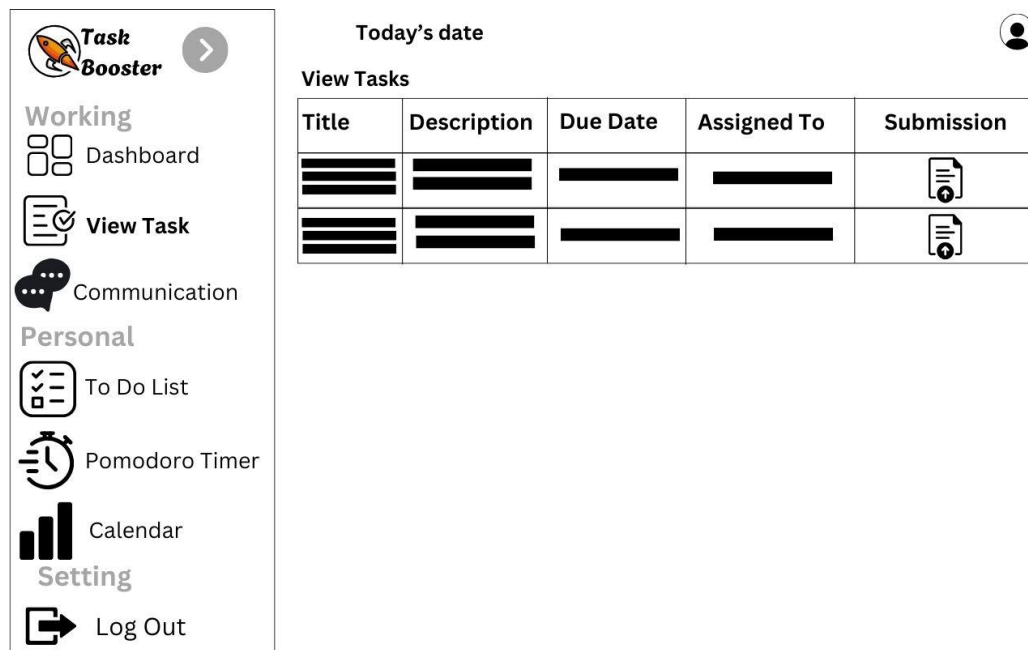 Task
Booster
Working
Dashboard
View Task
Communication
Personal
To Do List
Pomodoro Timer
Calendar
Setting
Log Out
Today's date
View Tasks
Title Description Due Date Assigned To Submission